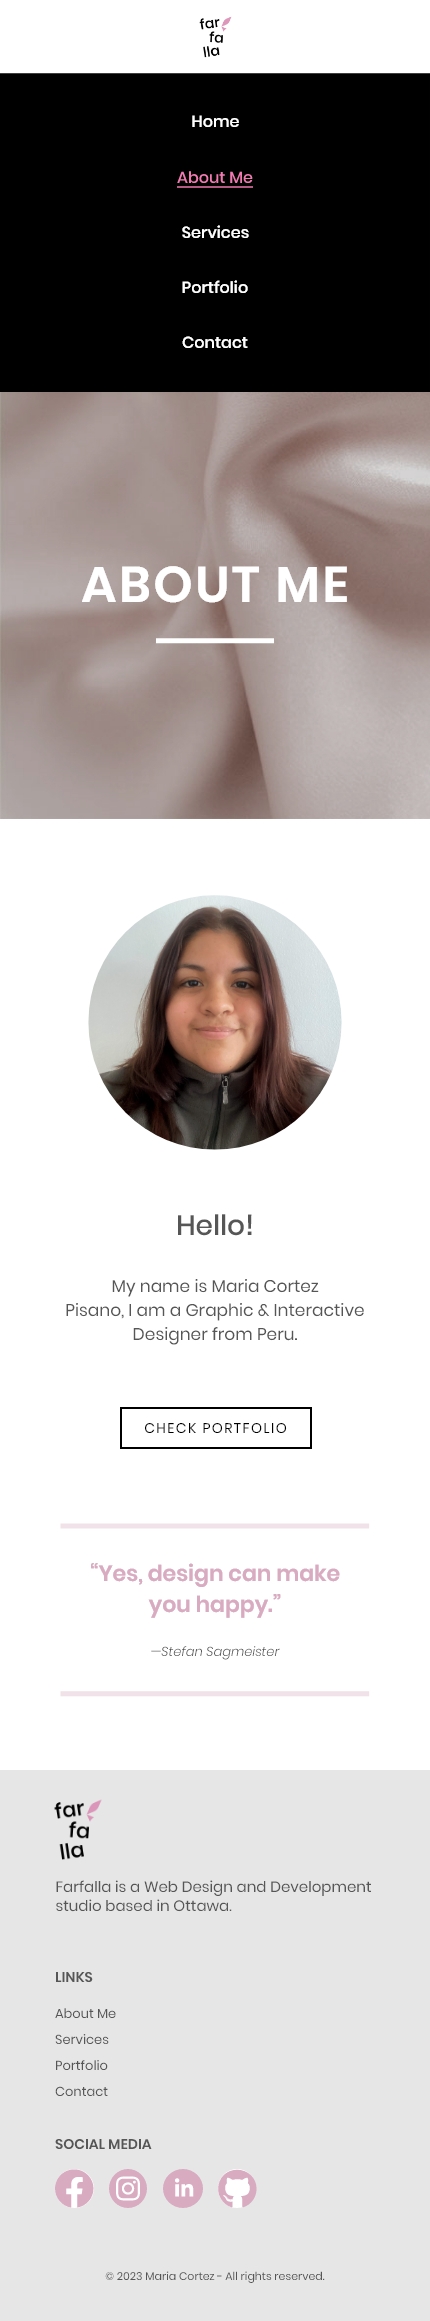 far
fa
lla
Home
About Me
Services
Portfolio
Contact
ABOUT ME
Hello!
My name is Maria Cortez
Pisano, I am a Graphic & Interactive
Designer from Peru.
CHECK PORTFOLIO
“Yes, design can make
you happy.”
—Stefan Sagmeister
far
fa
lla
Farfalla is a Web Design and Development
studio based in Ottawa.
LINKS
About Me
Services
Portfolio
Contact
SOCIAL MEDIA
in
© 2023 Maria Cortez - All rights reserved.